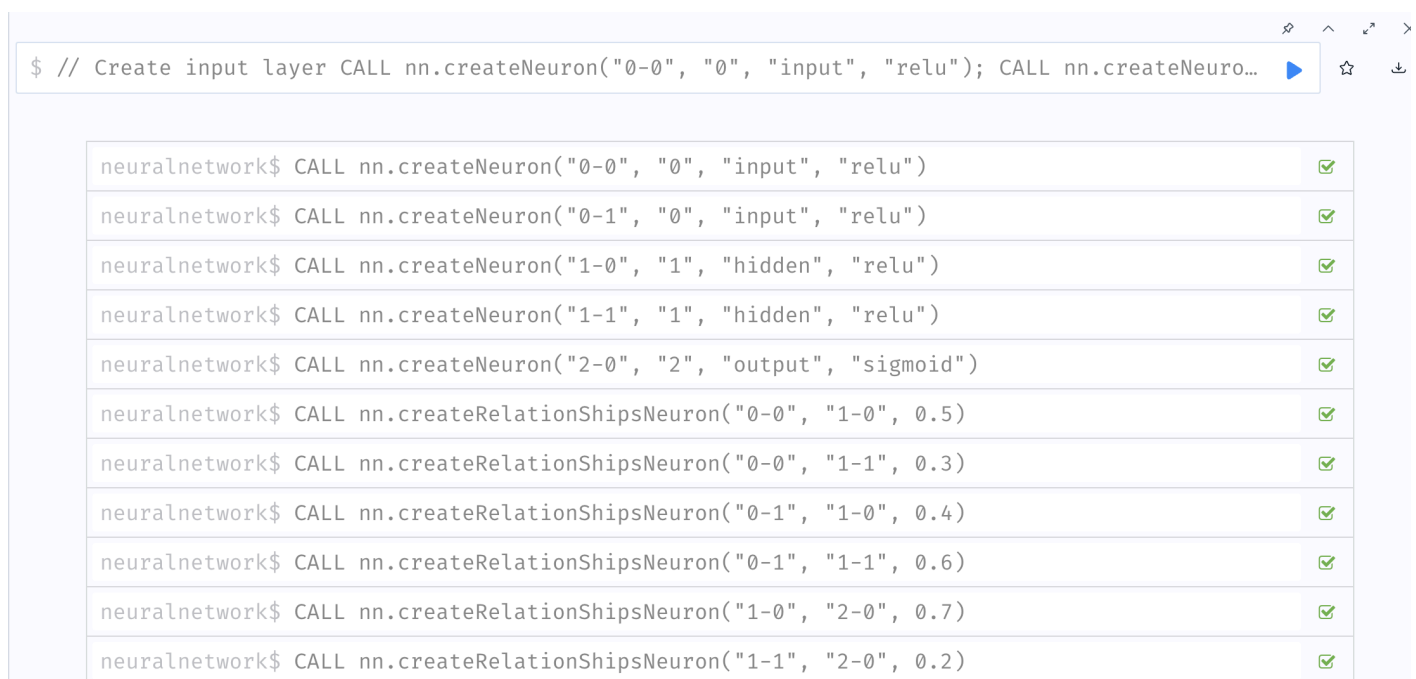 $ // Create input layer CALL nn.createNeuron("0-0", "0", "input", "relu"); CALL nn.createNeuro…
neuralnetwork$ CALL nn.createNeuron("0-0", "0", "input", "relu")
neuralnetwork$ CALL nn.createNeuron("0-1", "0", "input", "relu")
neuralnetwork$ CALL nn.createNeuron("1-0", "1", "hidden", "relu")
neuralnetwork$ CALL nn.createNeuron("1-1", "1", "hidden", "relu")
neuralnetwork$ CALL nn.createNeuron("2-0", "2", "output", "sigmoid")
neuralnetwork$ CALL nn.createRelationShipsNeuron("0-0", "1-0", 0.5)
neuralnetwork$ CALL nn.createRelationShipsNeuron("0-0", "1-1", 0.3)
neuralnetwork$ CALL nn.createRelationShipsNeuron("0-1", "1-0", 0.4)
neuralnetwork$ CALL nn.createRelationShipsNeuron("0-1", "1-1", 0.6)
neuralnetwork$ CALL nn.createRelationShipsNeuron("1-0", "2-0", 0.7)
neuralnetwork$ CALL nn.createRelationShipsNeuron("1-1", "2-0", 0.2)